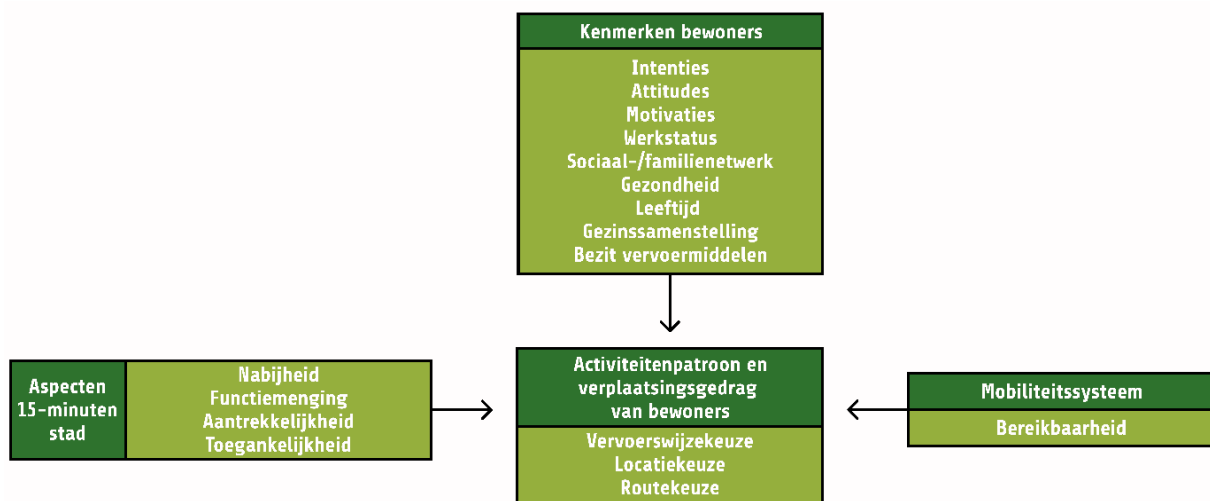 Kenmerken bewoners
Intenties
Attitudes
Motivaties
Werkstatus
Sociaal-/familienetwerk
Gezondheid
Leeftijd
Gezinssamenstelling
Bezit vervoermiddelen
Aspecten
15-minuten
stad
Nabijheid
Functiemenging
Aantrekkelijkheid
Toegankelijkheid
Activiteitenpatroon en
verplaatsingsgedrag
van bewoners
Vervoerswijzekeuze
Locatiekeuze
Routekeuze
Mobiliteitssysteem
Bereikbaarheid